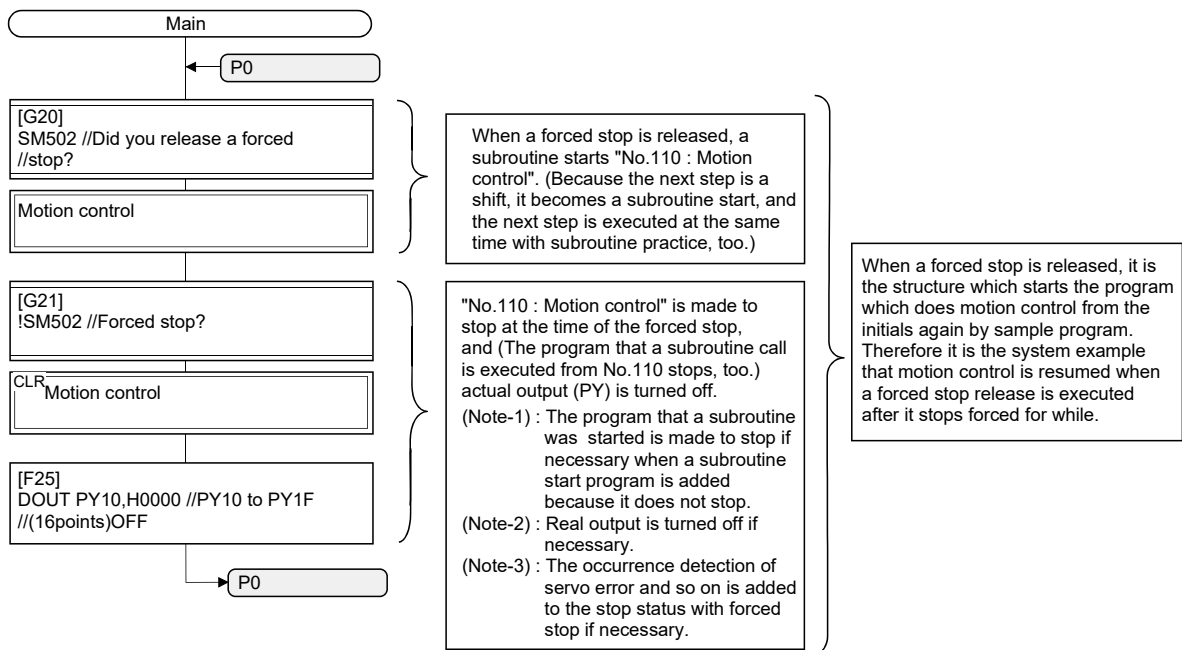 Main
P0
[G20]
SM502 //Did you release a forced
//stop?
Motion control
When a forced stop is released, a
subroutine starts "No.110 : Motion
control". (Because the next step is a
shift, it becomes a subroutine start, and
the next step is executed at the same
time with subroutine practice, too.)
[G21]
!SM502 //Forced stop?
CLR
Motion control
[F25]
DOUT PY10,H0000 //PY10 to PY1F
//(16points)OFF
P0
"No.110 : Motion control" is made to
stop at the time of the forced stop,
and (The program that a subroutine call
is executed from No.110 stops, too.)
actual output (PY) is turned off.
(Note-1) : The program that a subroutine
was started is made to stop if
necessary when a subroutine
start program is added
because it does not stop.
(Note-2) : Real output is turned off if
necessary.
(Note-3) : The occurrence detection of
servo error and so on is added
to the stop status with forced
stop if necessary.
When a forced stop is released, it is
the structure which starts the program
which does motion control from the
initials again by sample program.
Therefore it is the system example
that motion control is resumed when
a forced stop release is executed
after it stops forced for while.